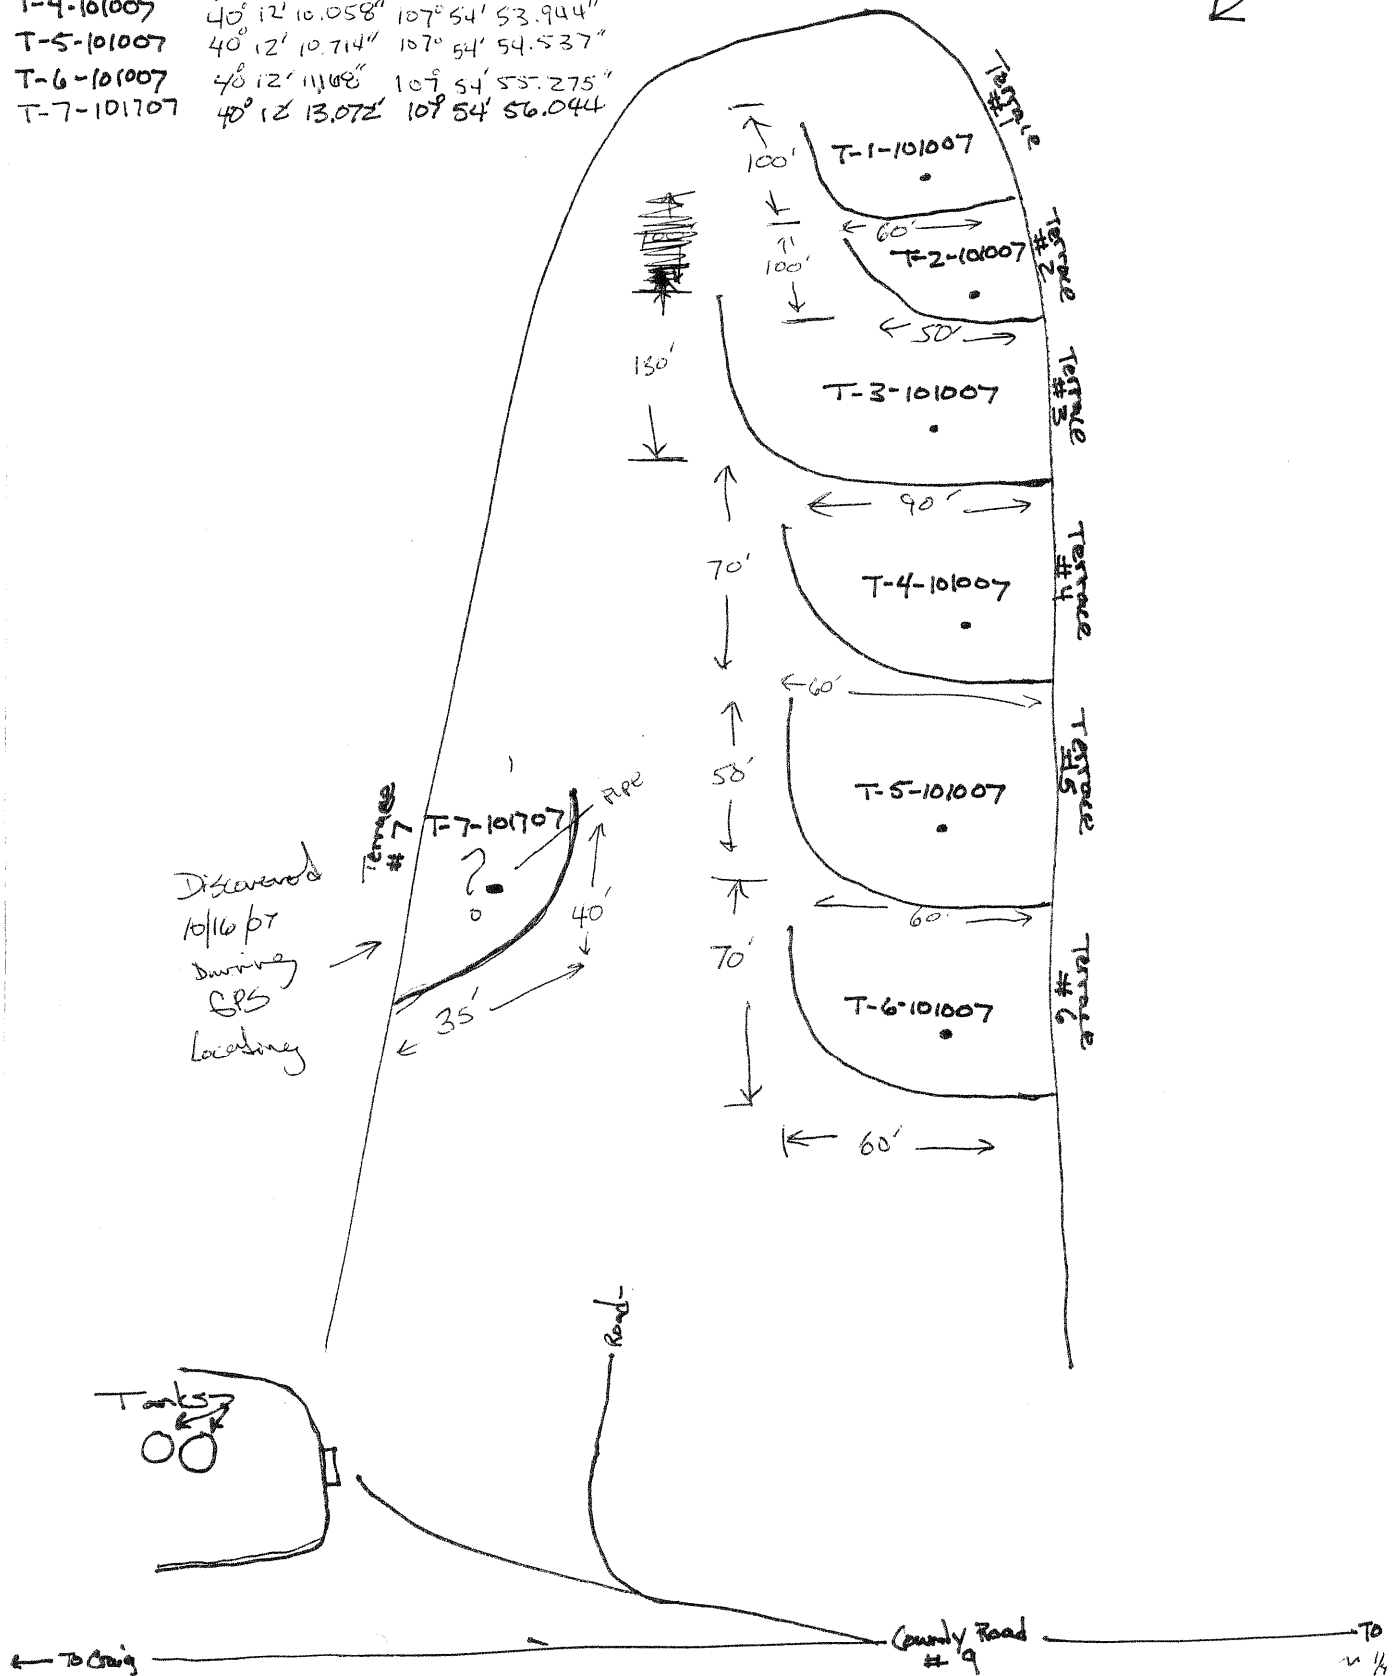 T-4-101007 40° 12' 10.058" 107° 54' 53.944"
T-5-101007 40° 12' 10.714" 107° 54' 54.537"
T-6-101007 40° 12' 11.168" 107° 54' 55.275"
T-7-101707 40° 12' 13.072' 107° 54' 56.044
Terrace
#1
T-1-101007
100'
60'
Terrace
#2
T-2-101007
100'
50'
130'
Terrace
#3
T-3-101007
90'
Terrace
#4
T-4-101007
70'
60'
Terrace
#5
T-5-101007
50'
60'
Terrace
#6
T-6-101007
70'
60'
Terrace
#7
T-7-101707
PIPE
?
40'
35'
Discovered
10/16/07
During
GPS
Locating
Road
Tanks
County Road
# 9
To Craig
To